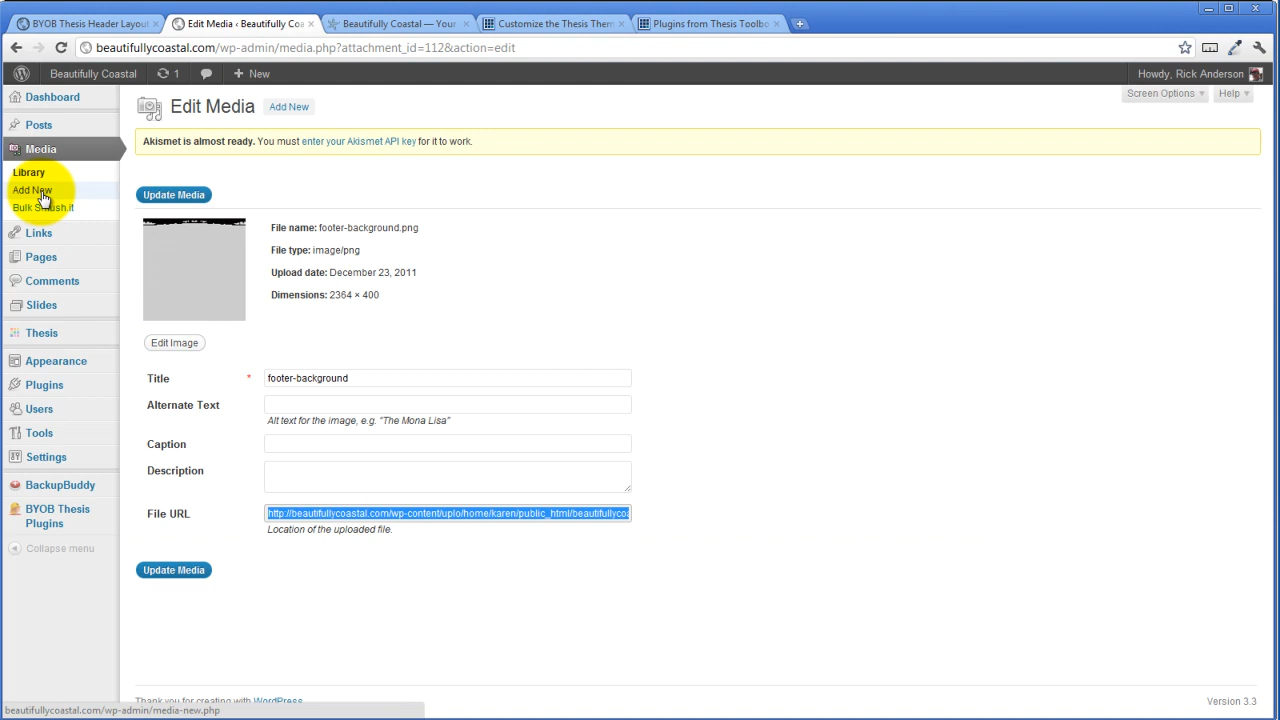 BYOB Thesis Header Layout
Edit Media ‹ Beautifully Coa
Beautifully Coastal — Your
Customize the Thesis Them
Plugins from Thesis Toolbo
beautifullycoastal.com/wp-admin/media.php?attachment_id=112&action=edit
Beautifully Coastal
1
New
Howdy, Rick Anderson
Dashboard
Posts
Media
Library
Add New
Bulk Smush.it
Links
Pages
Comments
Slides
Thesis
Appearance
Plugins
Users
Tools
Settings
BackupBuddy
BYOB Thesis
Plugins
Collapse menu
Edit Media
Add New
Screen Options
Help
Akismet is almost ready. You must enter your Akismet API key for it to work.
Update Media
File name: footer-background.png
File type: image/png
Upload date: December 23, 2011
Dimensions: 2364 × 400
Edit Image
Title *
footer-background
Alternate Text
Alt text for the image, e.g. "The Mona Lisa"
Caption
Description
File URL
http://beautifullycoastal.com/wp-content/uplo/home/karen/public_html/beautifullycoa
Location of the uploaded file.
Update Media
Thank you for creating with WordPress
Version 3.3
beautifullycoastal.com/wp-admin/media-new.php